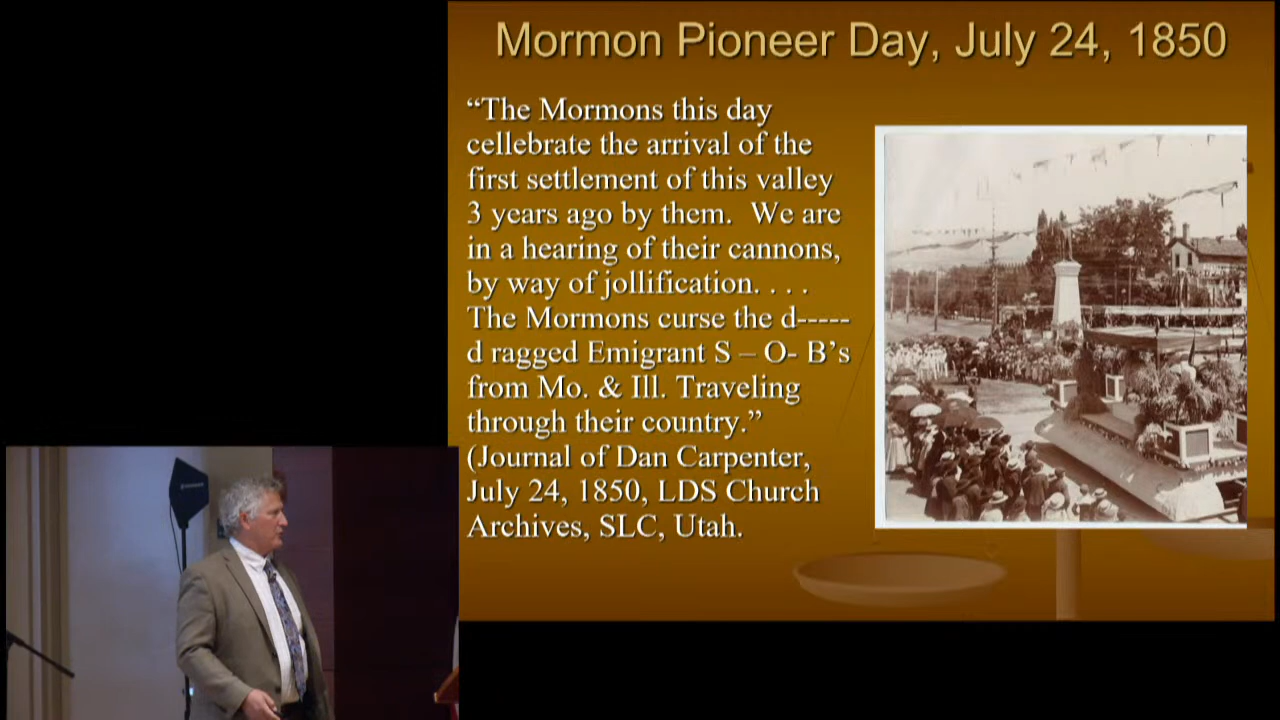 Mormon Pioneer Day, July 24, 1850
“The Mormons this day
cellebrate the arrival of the
first settlement of this valley
3 years ago by them.  We are
in a hearing of their cannons,
by way of jollification. . . .
The Mormons curse the d-----
d ragged Emigrant S – O- B’s
from Mo. & Ill. Traveling
through their country.”
(Journal of Dan Carpenter,
July 24, 1850, LDS Church
Archives, SLC, Utah.